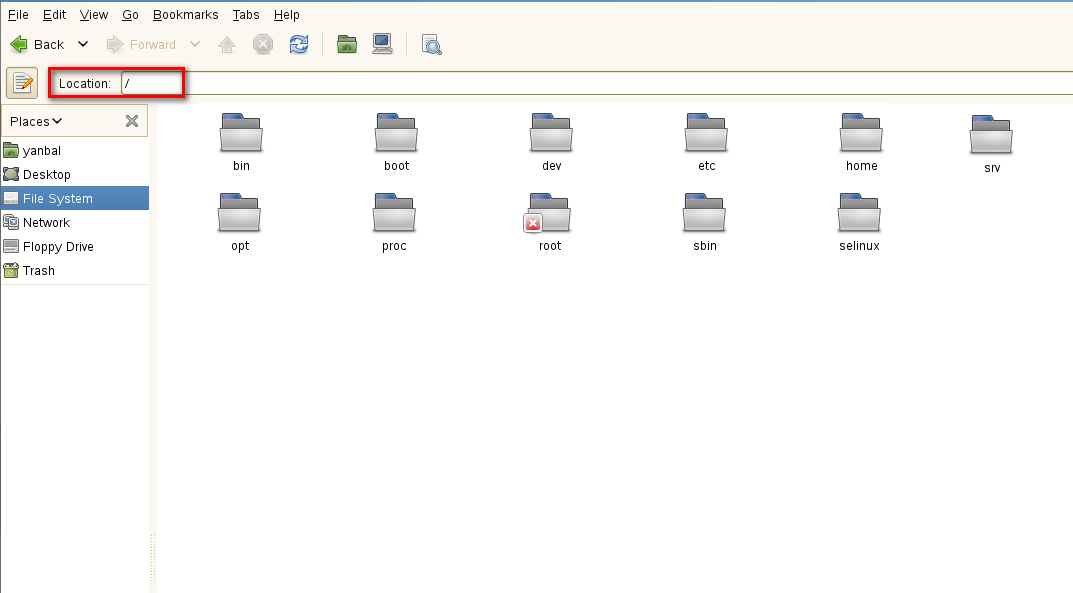 File Edit View Go Bookmarks Tabs Help
Back Forward
Location: /
Places
yanbal
Desktop
File System
Network
Floppy Drive
Trash
bin boot dev etc home srv
opt proc root sbin selinux